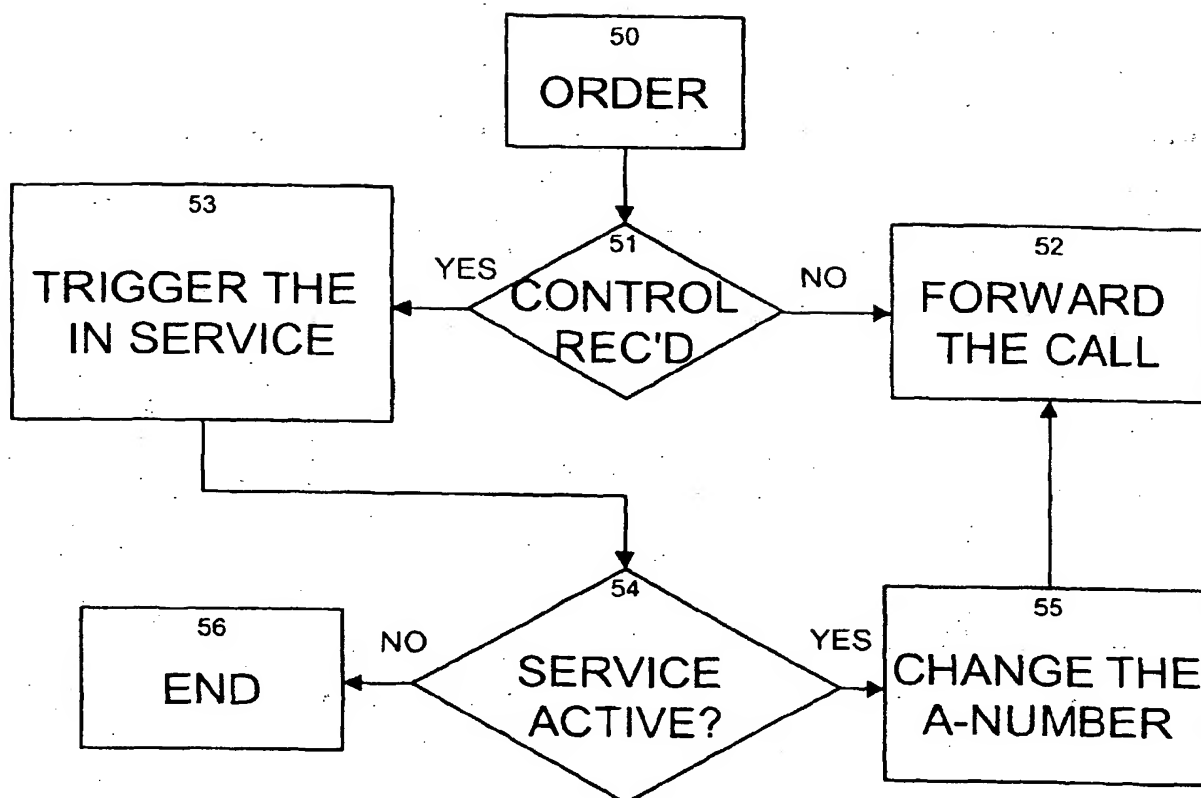 50
ORDER
53
TRIGGER THE
IN SERVICE
YES
51
CONTROL
REC'D
NO
52
FORWARD
THE CALL
56
END
NO
54
SERVICE
ACTIVE?
YES
55
CHANGE THE
A-NUMBER